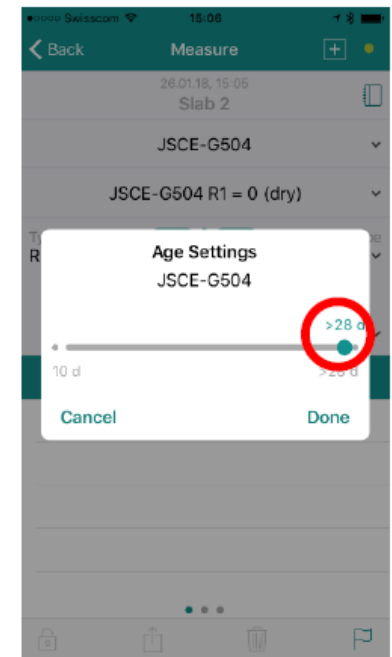 Swisscom 15:06
Back Measure
26.01.18, 15:05
Slab 2
JSCE-G504
JSCE-G504 R1 = 0 (dry)
Age Settings
JSCE-G504
>28 d
10 d >28 d
Cancel Done